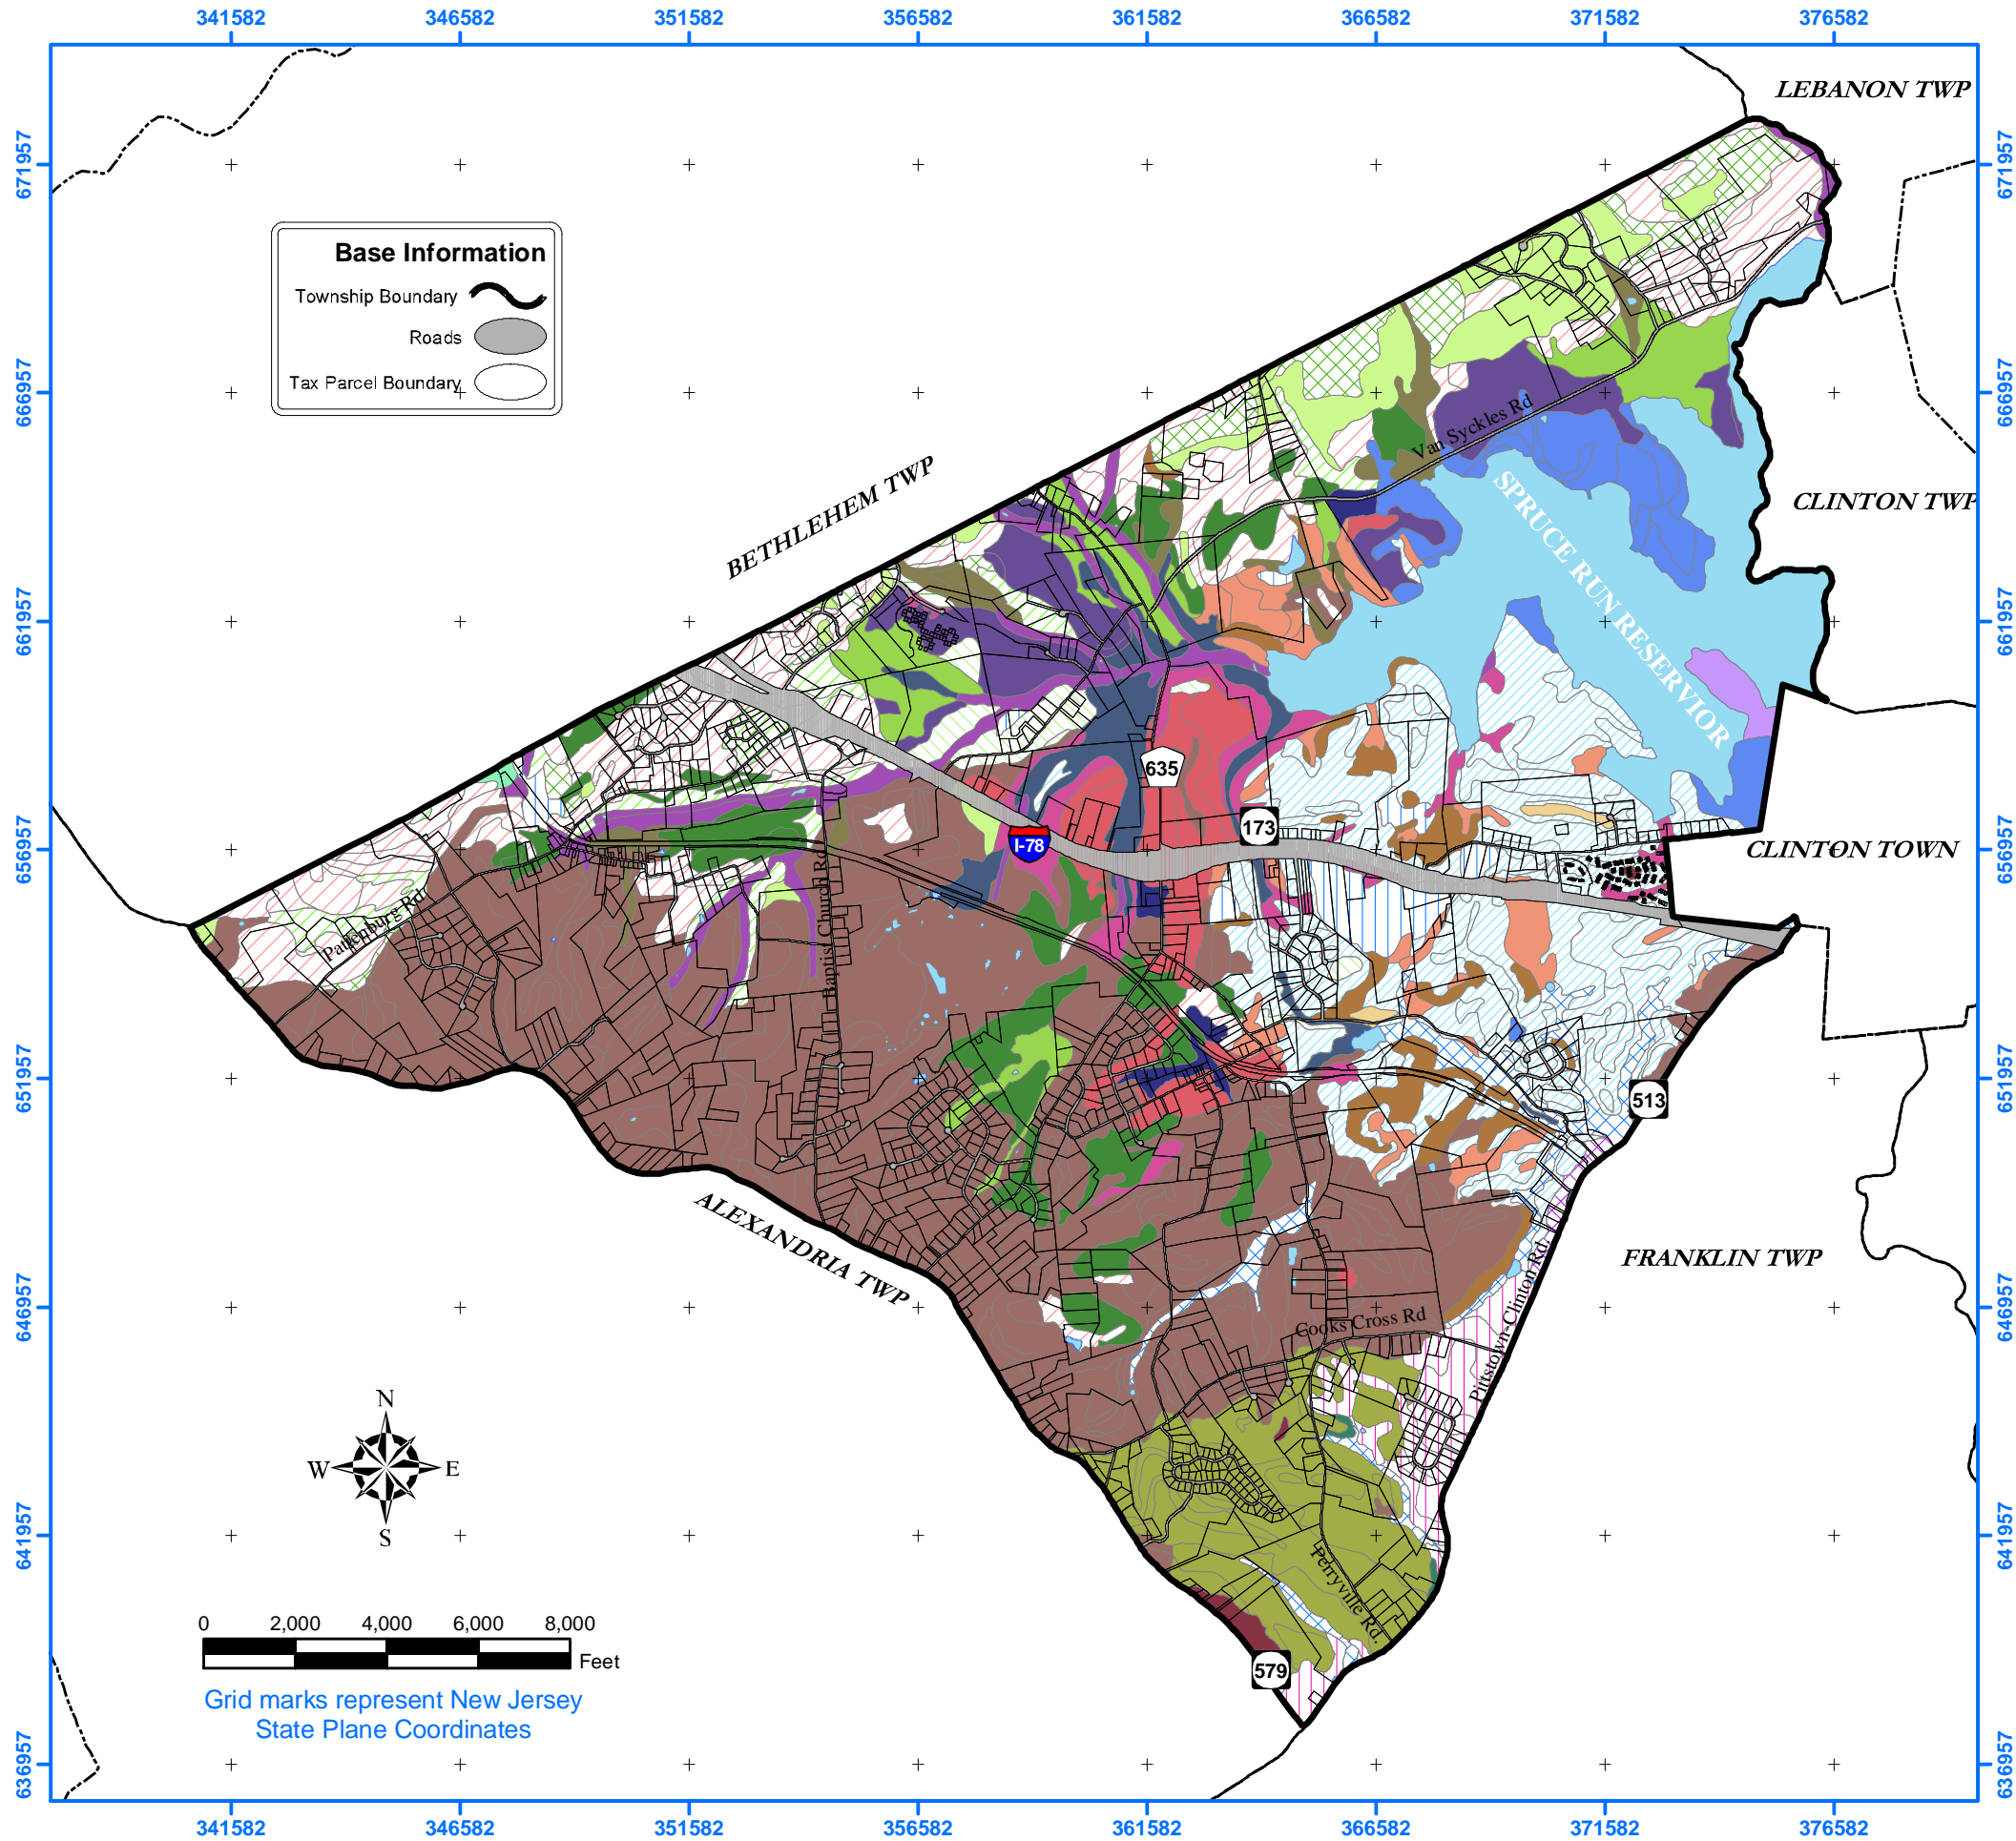 341582 346582 351582 356582 361582 366582 371582 376582
LEBANON TWP
671957 671957
Base Information
Township Boundary
Roads
Tax Parcel Boundary
666957 666957
Van Syckles Rd
BETHLEHEM TWP
CLINTON TWP
SPRUCE RUN RESERVIOR
661957 661957
635
173
I-78
656957 656957
CLINTON TOWN
Pattenburg Rd
Baptist Church Rd
651957 651957
513
ALEXANDRIA TWP
FRANKLIN TWP
Pittstown-Clinton Rd.
646957 646957
Cooks Cross Rd
N
W E
S
641957 641957
Perryville Rd.
0 2,000 4,000 6,000 8,000
Feet
579
Grid marks represent New Jersey
State Plane Coordinates
636957 636957
341582 346582 351582 356582 361582 366582 371582 376582